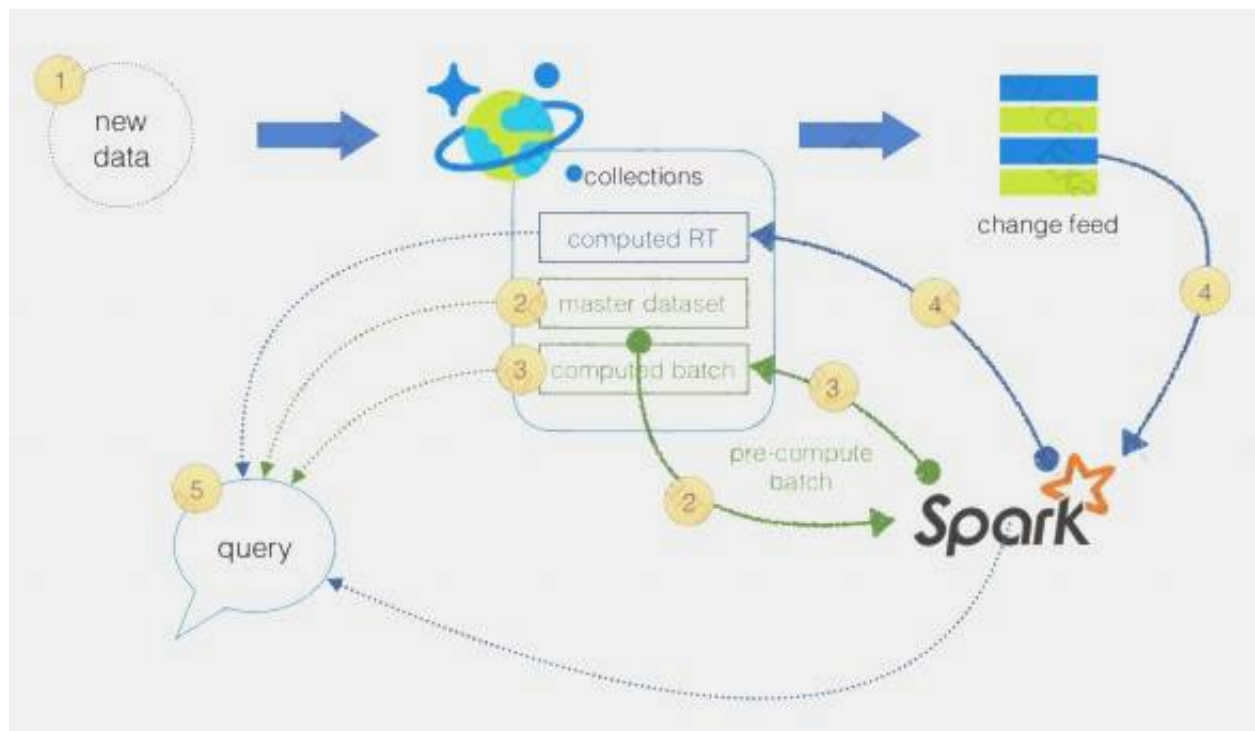 1
new
data
collections
computed RT
2 master dataset
3 computed batch
change feed
4
4
3
pre-compute
batch
2
5
query
Spark